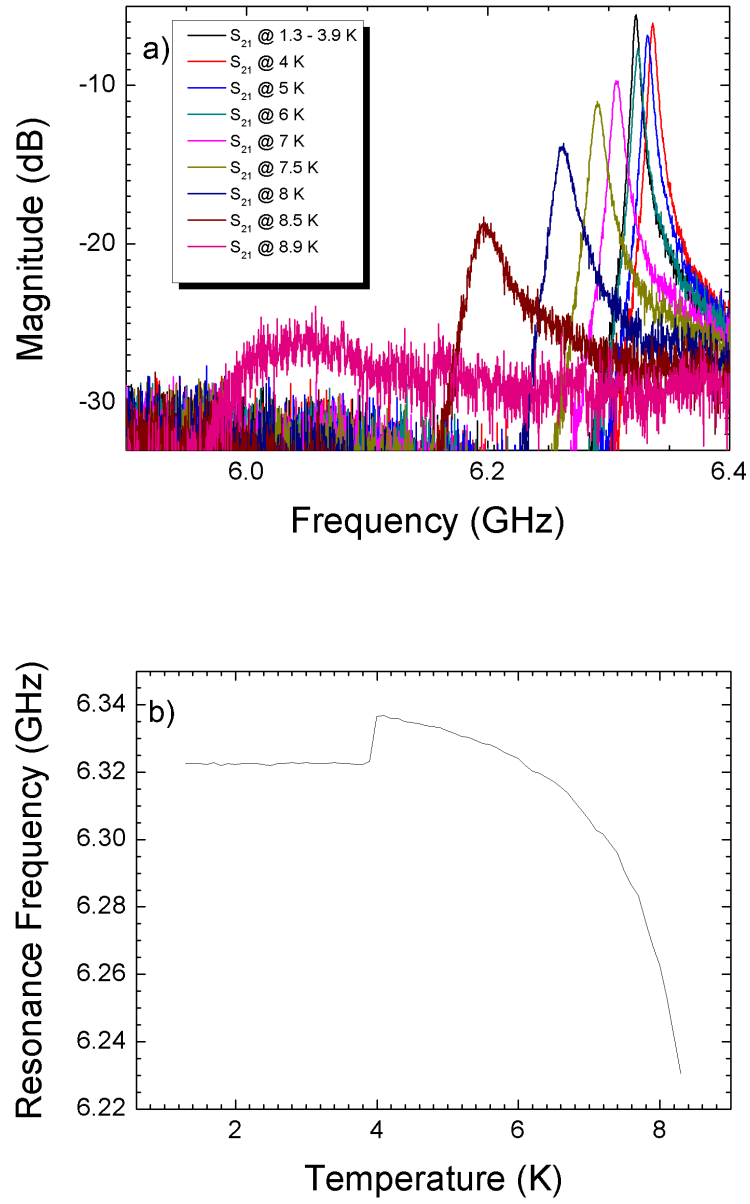 a)
S21 @ 1.3 - 3.9 K
S21 @ 4 K
S21 @ 5 K
S21 @ 6 K
S21 @ 7 K
S21 @ 7.5 K
S21 @ 8 K
S21 @ 8.5 K
S21 @ 8.9 K
Magnitude (dB)
-10
-20
-30
6.0 6.2 6.4
Frequency (GHz)
b)
Resonance Frequency (GHz)
6.34
6.32
6.30
6.28
6.26
6.24
6.22
2 4 6 8
Temperature (K)